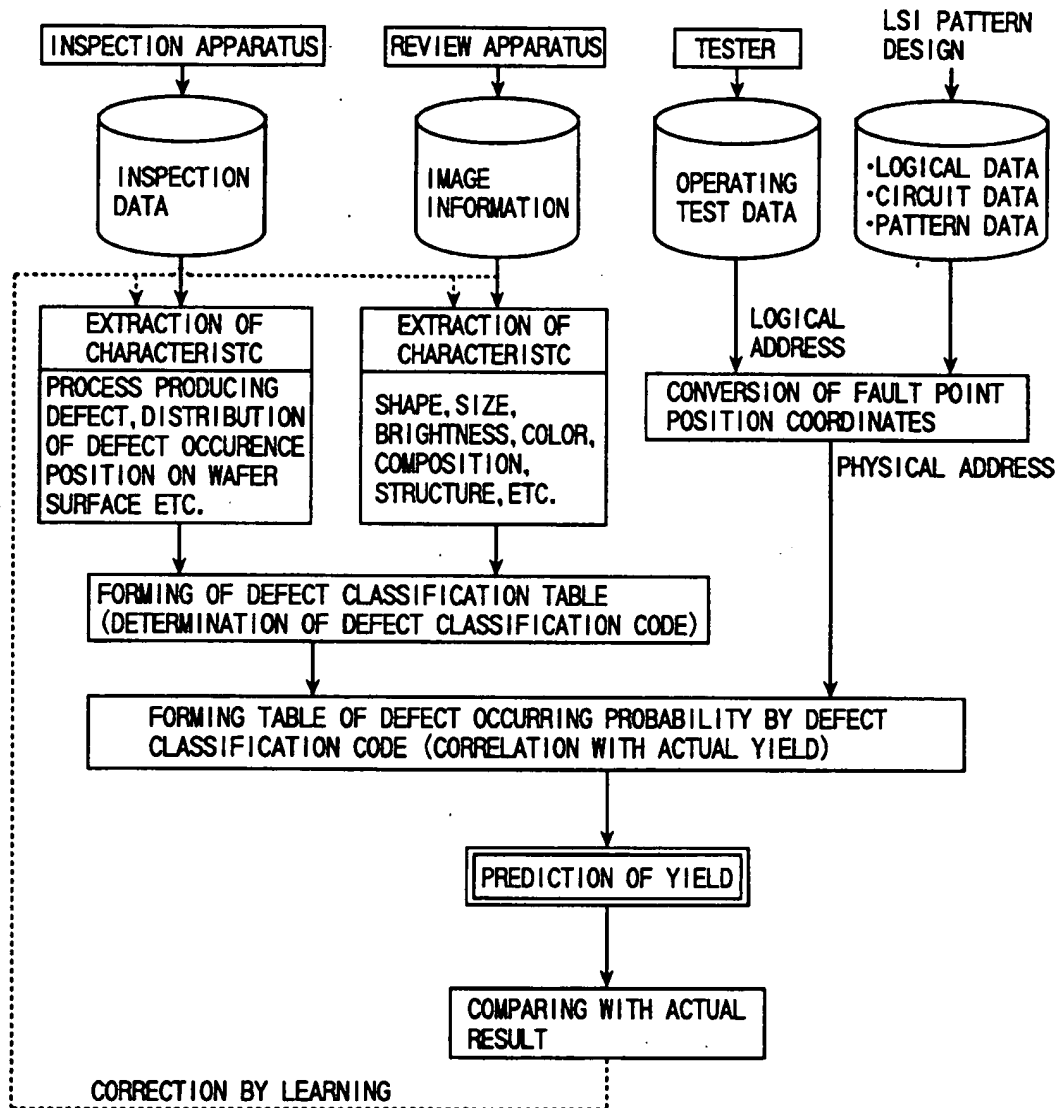 INSPECTION APPARATUS
REVIEW APPARATUS
TESTER
LSI PATTERN
DESIGN
INSPECTION
DATA
IMAGE
INFORMATION
OPERATING
TEST DATA
•LOGICAL DATA
•CIRCUIT DATA
•PATTERN DATA
EXTRACTION OF
CHARACTERISTC
PROCESS PRODUCING
DEFECT, DISTRIBUTION
OF DEFECT OCCURENCE
POSITION ON WAFER
SURFACE ETC.
EXTRACTION OF
CHARACTERISTC
SHAPE, SIZE,
BRIGHTNESS, COLOR,
COMPOSITION,
STRUCTURE, ETC.
LOGICAL
ADDRESS
CONVERSION OF FAULT POINT
POSITION COORDINATES
PHYSICAL ADDRESS
FORMING OF DEFECT CLASSIFICATION TABLE
(DETERMINATION OF DEFECT CLASSIFICATION CODE)
FORMING TABLE OF DEFECT OCCURRING PROBABILITY BY DEFECT
CLASSIFICATION CODE (CORRELATION WITH ACTUAL YIELD)
PREDICTION OF YIELD
COMPARING WITH ACTUAL
RESULT
CORRECTION BY LEARNING